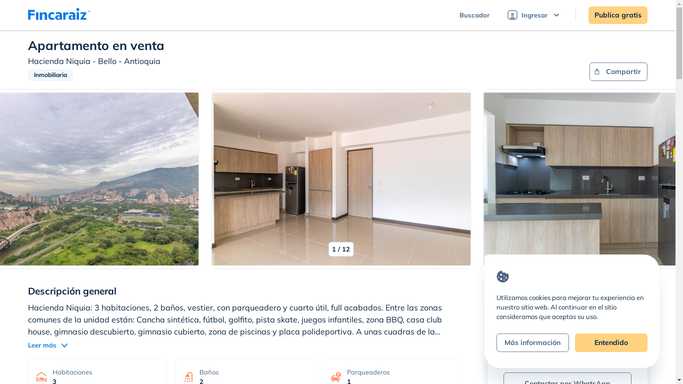 Fincaraiz
Buscador
Ingresar
Publica gratis
Apartamento en venta
Hacienda Niquia - Bello - Antioquia
Inmobiliaria
Compartir
1 / 12
Descripción general
Hacienda Niquia: 3 habitaciones, 2 baños, vestier, con parqueadero y cuarto útil, full acabados. Entre las zonas
comunes de la unidad están: Cancha sintética, fútbol, golfito, pista skate, juegos infantiles, zona BBQ, casa club
house, gimnasio descubierto, gimnasio cubierto, zona de piscinas y placa polideportiva. A unas cuadras de la...
Leer más
Habitaciones
3
Baños
2
Parqueaderos
1
Utilizamos cookies para mejorar tu experiencia en
nuestro sitio web. Al continuar en el sitio
consideramos que aceptas su uso.
Más información
Entendido
Contactar por WhatsApp